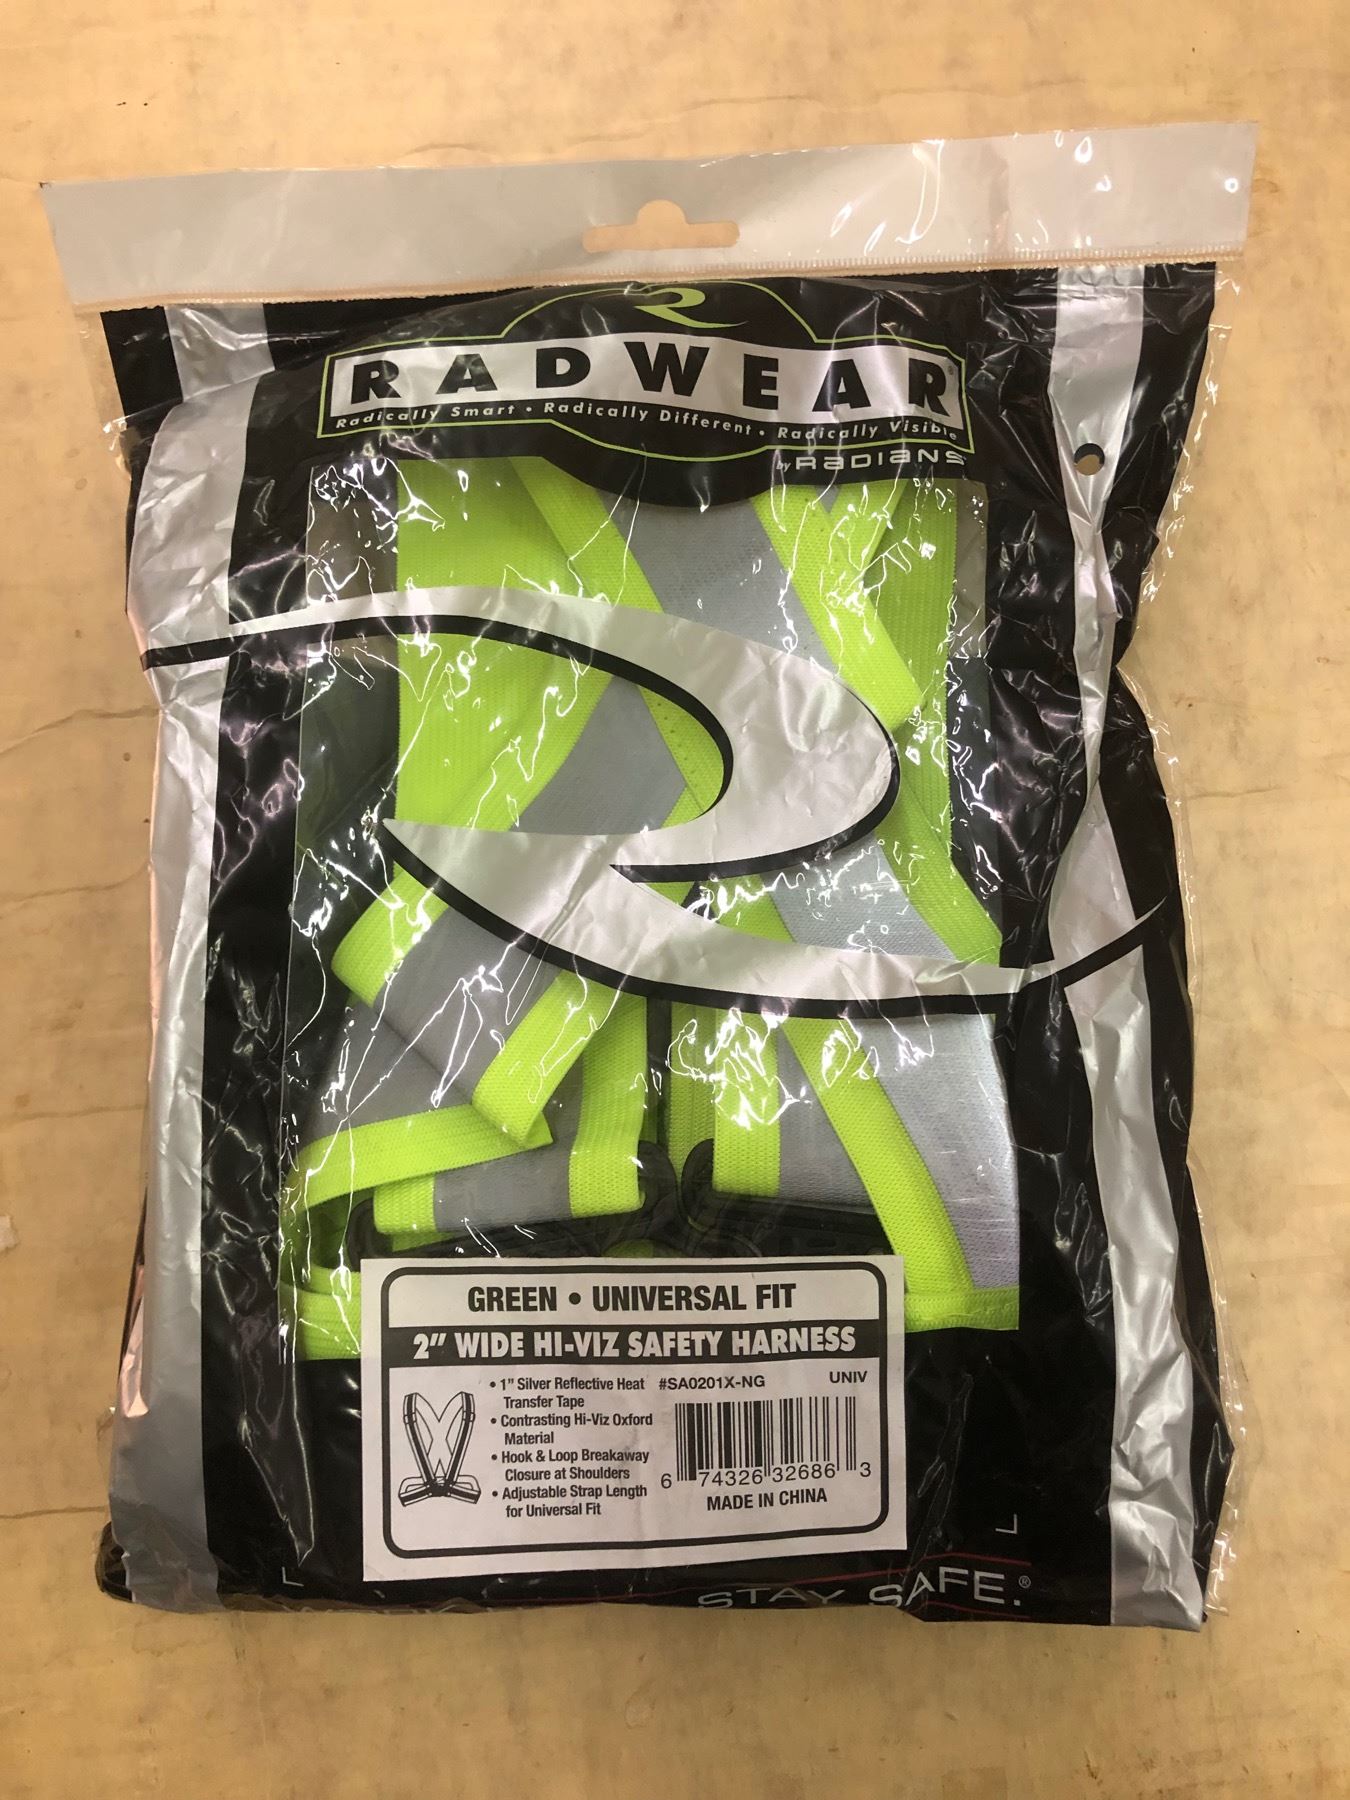 RADWEAR®
Radically Smart • Radically Different • Radically Visible
by RADIANS
GREEN • UNIVERSAL FIT
2" WIDE HI-VIZ SAFETY HARNESS
• 1" Silver Reflective Heat
Transfer Tape
• Contrasting Hi-Viz Oxford
Material
• Hook & Loop Breakaway
Closure at Shoulders
• Adjustable Strap Length
for Universal Fit
#SA0201X-NG UNIV
6 74326 32686 3
MADE IN CHINA
STAY SAFE.®